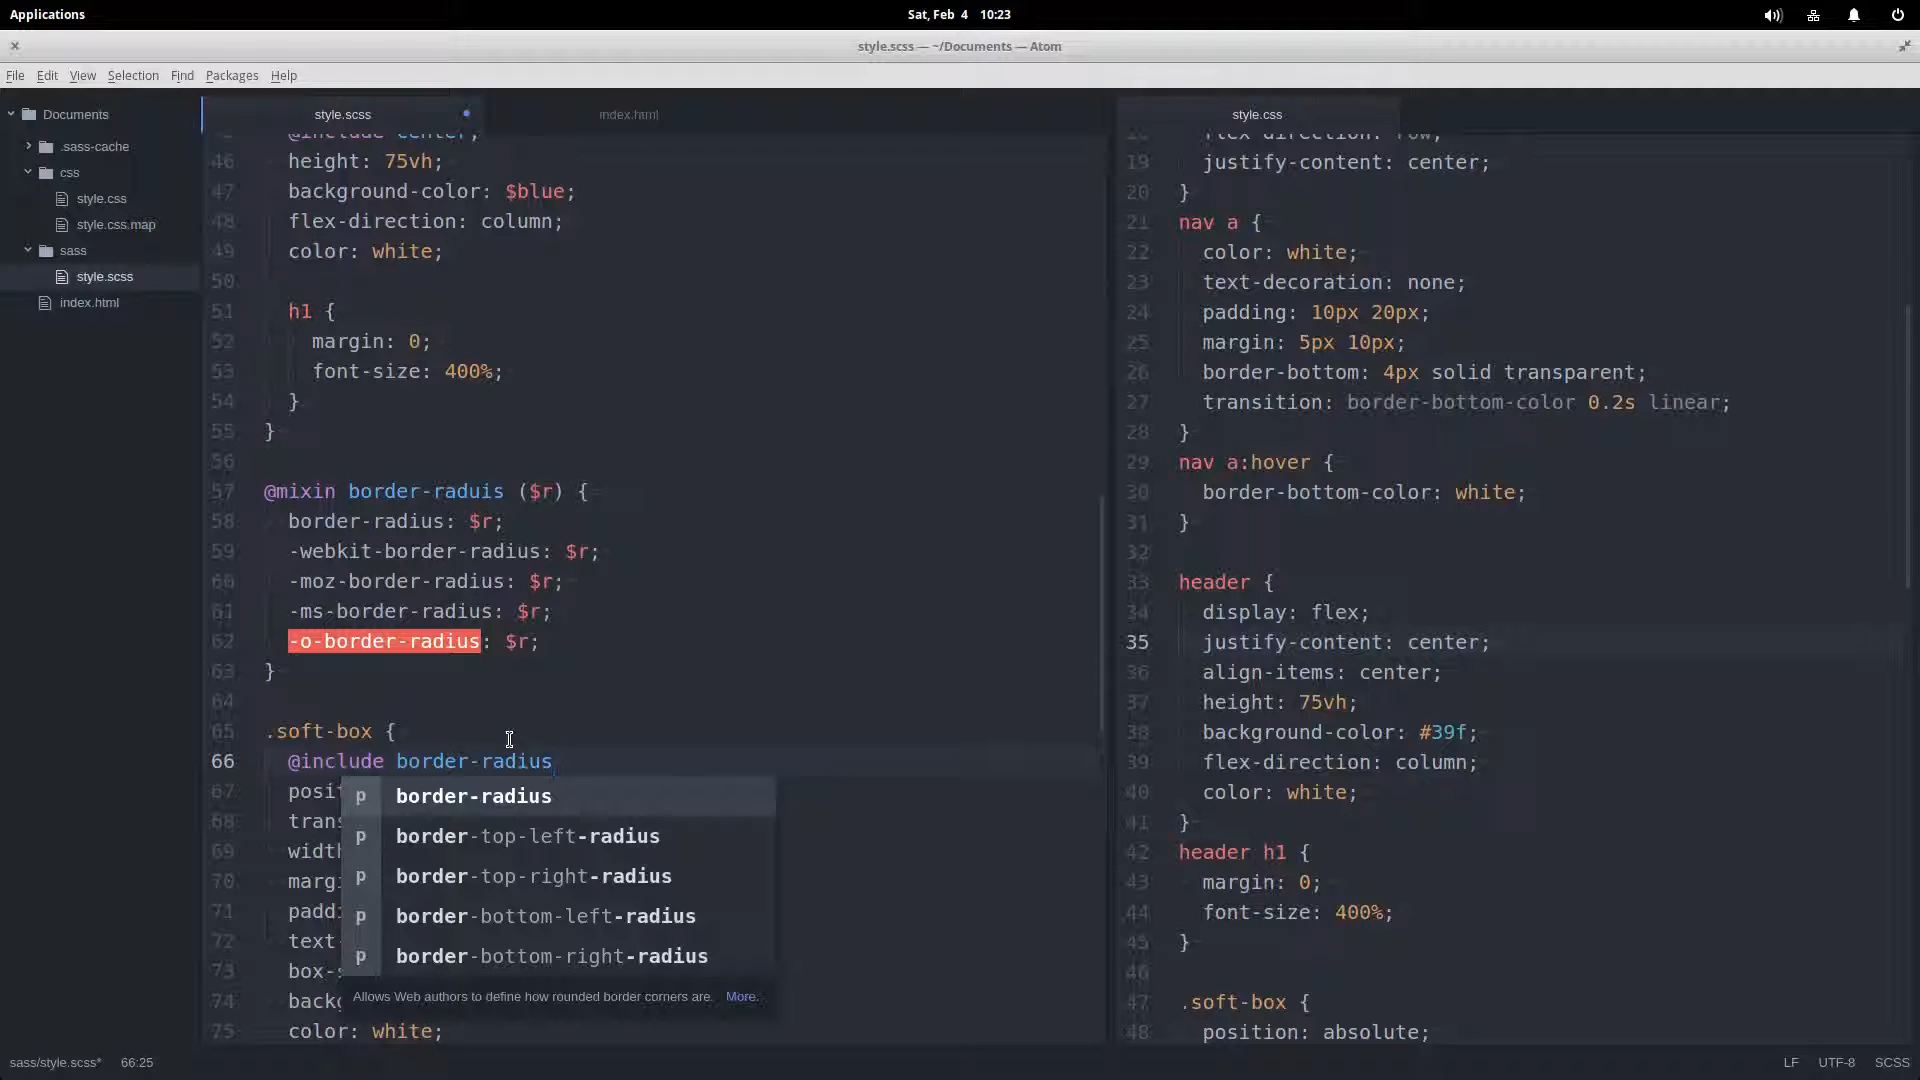 Applications
Sat, Feb 4 10:23
style.scss — ~/Documents — Atom
File Edit View Selection Find Packages Help
Documents
.sass-cache
css
style.css
style.css.map
sass
style.scss
index.html
style.scss
index.html
@include center;
46 height: 75vh;
47 background-color: $blue;
48 flex-direction: column;
49 color: white;
50
51 h1 {
52 margin: 0;
53 font-size: 400%;
54 }
55 }
56
57 @mixin border-raduis ($r) {
58 border-radius: $r;
59 -webkit-border-radius: $r;
60 -moz-border-radius: $r;
61 -ms-border-radius: $r;
62 -o-border-radius: $r;
63 }
64
65 .soft-box {
66 @include border-radius
67 posit
68 trans
69 width
70 margi
71 paddi
72 text-
73 box-s
74 backg
75 color: white;
p border-radius
p border-top-left-radius
p border-top-right-radius
p border-bottom-left-radius
p border-bottom-right-radius
Allows Web authors to define how rounded border corners are. More.
style.css
18 flex-direction: row;
19 justify-content: center;
20 }
21 nav a {
22 color: white;
23 text-decoration: none;
24 padding: 10px 20px;
25 margin: 5px 10px;
26 border-bottom: 4px solid transparent;
27 transition: border-bottom-color 0.2s linear;
28 }
29 nav a:hover {
30 border-bottom-color: white;
31 }
32
33 header {
34 display: flex;
35 justify-content: center;
36 align-items: center;
37 height: 75vh;
38 background-color: #39f;
39 flex-direction: column;
40 color: white;
41 }
42 header h1 {
43 margin: 0;
44 font-size: 400%;
45 }
46
47 .soft-box {
48 position: absolute;
sass/style.scss* 66:25
LF UTF-8 SCSS